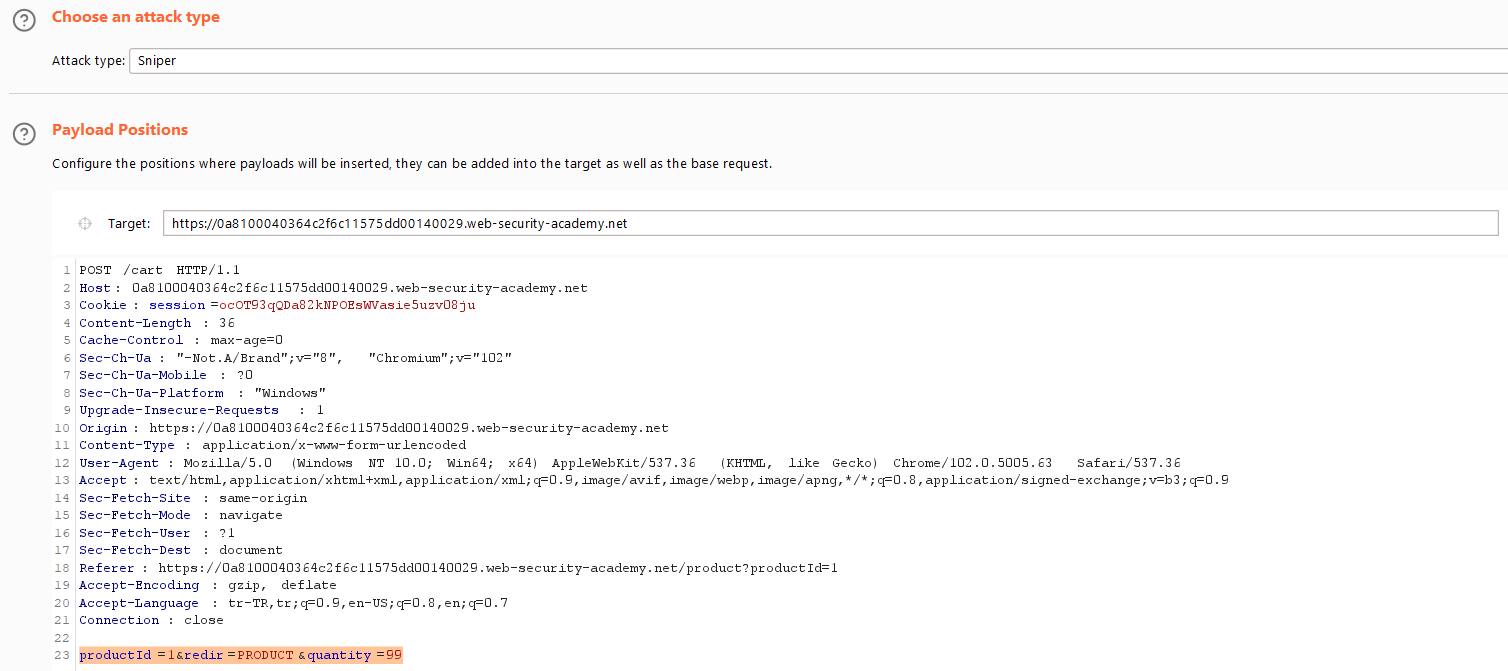 Choose an attack type
Attack type: Sniper
Payload Positions
Configure the positions where payloads will be inserted, they can be added into the target as well as the base request.
Target: https://0a8100040364c2f6c11575dd00140029.web-security-academy.net
1 POST /cart HTTP/1.1
2 Host: 0a8100040364c2f6c11575dd00140029.web-security-academy.net
3 Cookie: session=ocOT93qQDa82kNPOEsWVasie5uzv08ju
4 Content-Length: 36
5 Cache-Control: max-age=0
6 Sec-Ch-Ua: "-Not.A/Brand";v="8", "Chromium";v="102"
7 Sec-Ch-Ua-Mobile: ?0
8 Sec-Ch-Ua-Platform: "Windows"
9 Upgrade-Insecure-Requests: 1
10 Origin: https://0a8100040364c2f6c11575dd00140029.web-security-academy.net
11 Content-Type: application/x-www-form-urlencoded
12 User-Agent: Mozilla/5.0 (Windows NT 10.0; Win64; x64) AppleWebKit/537.36 (KHTML, like Gecko) Chrome/102.0.5005.63 Safari/537.36
13 Accept: text/html,application/xhtml+xml,application/xml;q=0.9,image/avif,image/webp,image/apng,*/*;q=0.8,application/signed-exchange;v=b3;q=0.9
14 Sec-Fetch-Site: same-origin
15 Sec-Fetch-Mode: navigate
16 Sec-Fetch-User: ?1
17 Sec-Fetch-Dest: document
18 Referer: https://0a8100040364c2f6c11575dd00140029.web-security-academy.net/product?productId=1
19 Accept-Encoding: gzip, deflate
20 Accept-Language: tr-TR,tr;q=0.9,en-US;q=0.8,en;q=0.7
21 Connection: close
22
23 productId=1&redir=PRODUCT&quantity=99